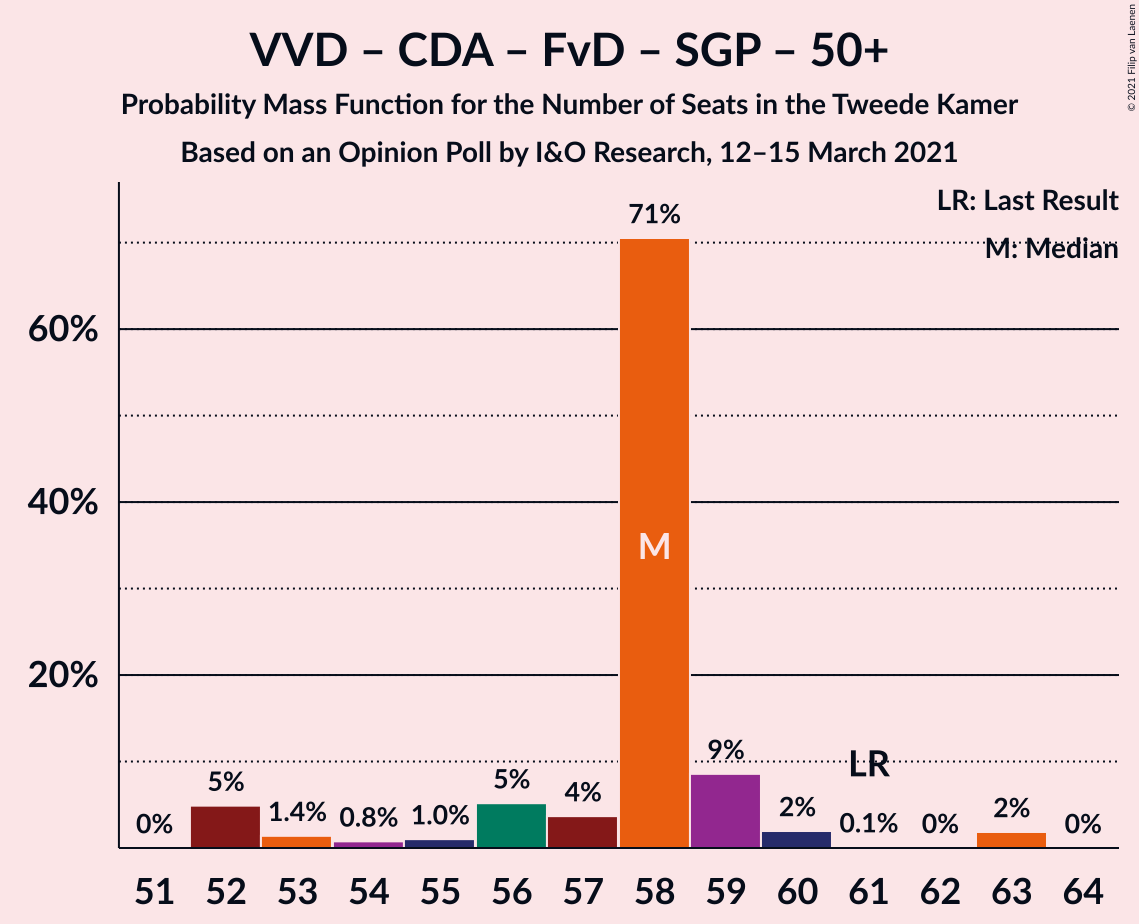 VVD – CDA – FvD – SGP – 50+
Probability Mass Function for the Number of Seats in the Tweede Kamer
Based on an Opinion Poll by I&O Research, 12–15 March 2021
© 2021 Filip van Laenen
LR: Last Result
M: Median
60%
40%
20%
0%
5%
1.4%
0.8%
1.0%
5%
4%
71%
M
9%
2%
LR
0.1%
0%
2%
0%
51 52 53 54 55 56 57 58 59 60 61 62 63 64